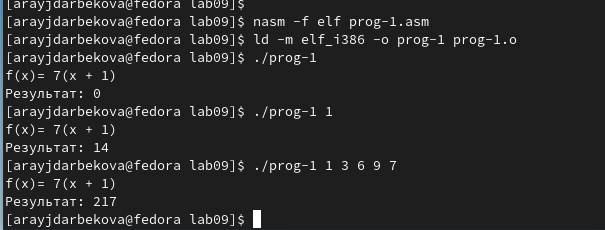 [arayjdarbekova@fedora lab09]$
[arayjdarbekova@fedora lab09]$ nasm -f elf prog-1.asm
[arayjdarbekova@fedora lab09]$ ld -m elf_i386 -o prog-1 prog-1.o
[arayjdarbekova@fedora lab09]$ ./prog-1
f(x)= 7(x + 1)
Результат: 0
[arayjdarbekova@fedora lab09]$ ./prog-1 1
f(x)= 7(x + 1)
Результат: 14
[arayjdarbekova@fedora lab09]$ ./prog-1 1 3 6 9 7
f(x)= 7(x + 1)
Результат: 217
[arayjdarbekova@fedora lab09]$